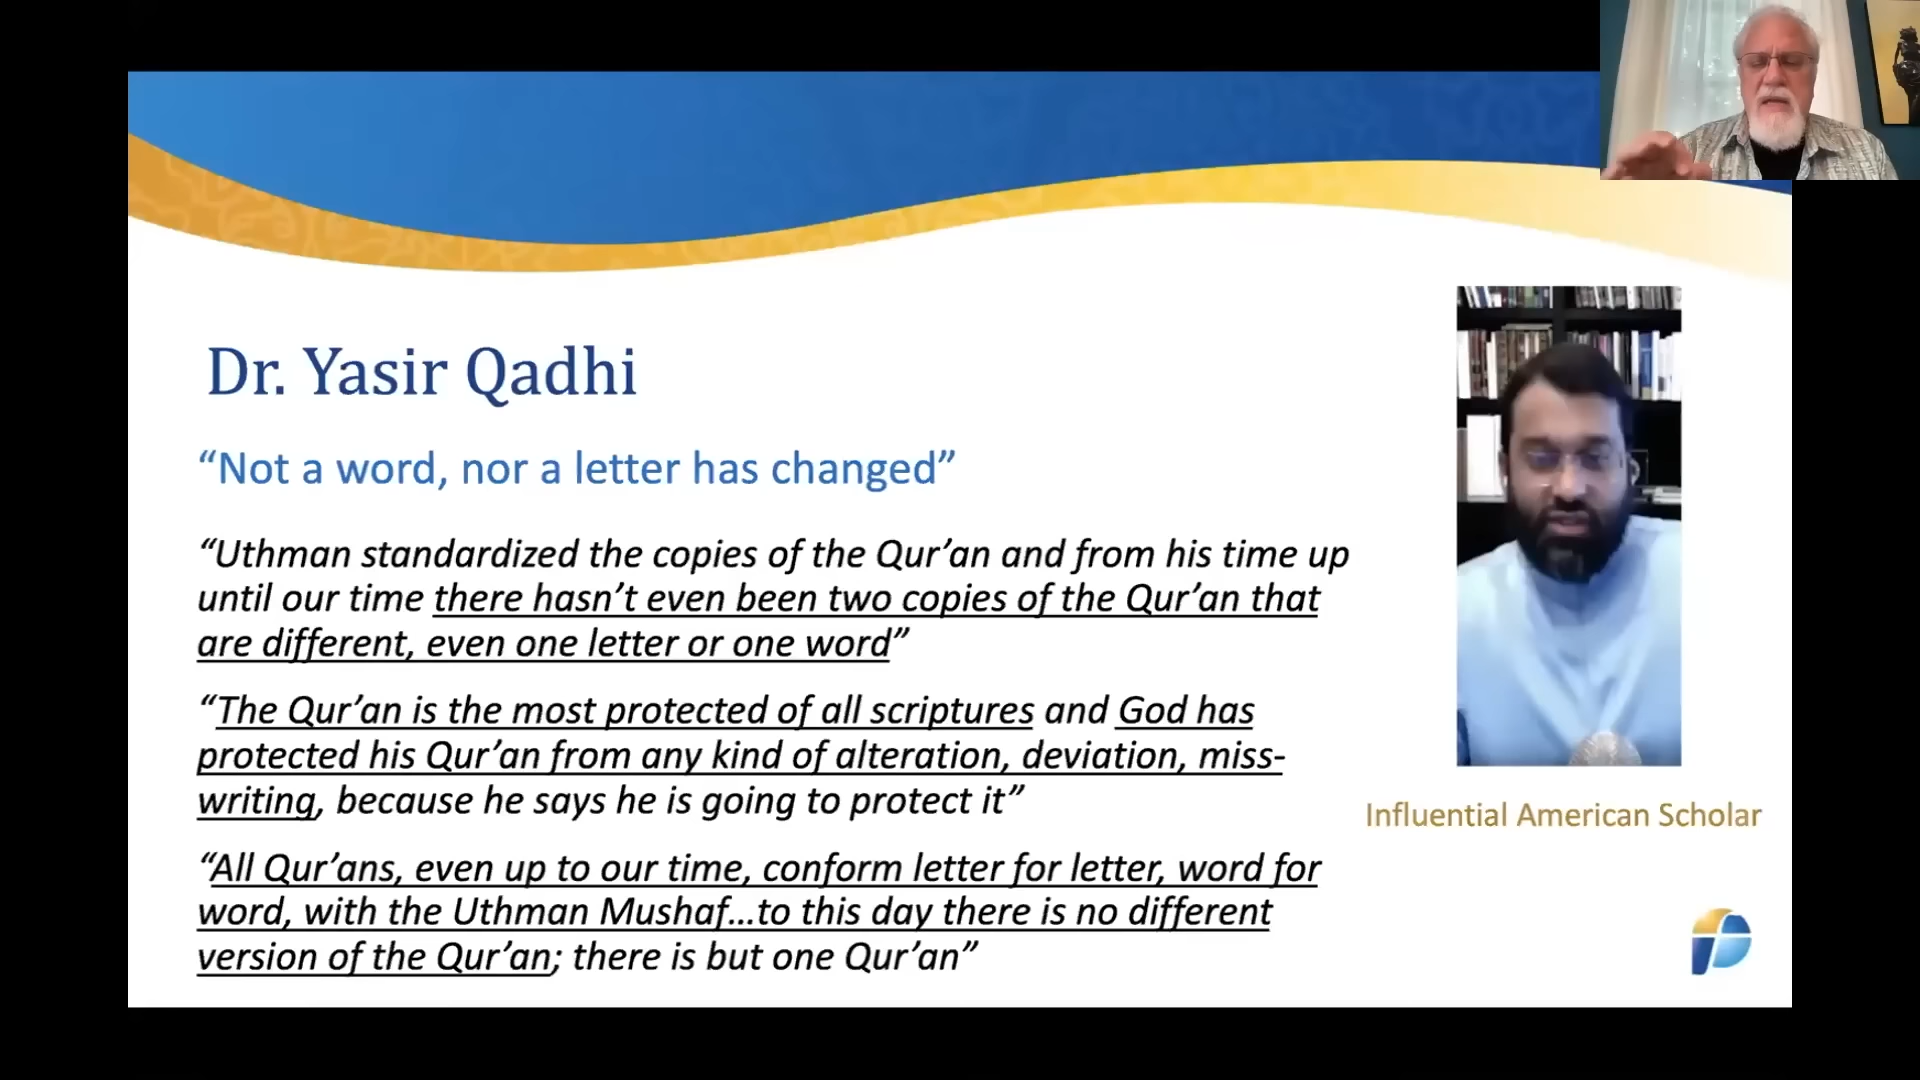 Dr. Yasir Qadhi
“Not a word, nor a letter has changed”
“Uthman standardized the copies of the Qur’an and from his time up
until our time there hasn’t even been two copies of the Qur’an that
are different, even one letter or one word”
“The Qur’an is the most protected of all scriptures and God has
protected his Qur’an from any kind of alteration, deviation, miss-
writing, because he says he is going to protect it”
“All Qur’ans, even up to our time, conform letter for letter, word for
word, with the Uthman Mushaf...to this day there is no different
version of the Qur’an; there is but one Qur’an”
Influential American Scholar